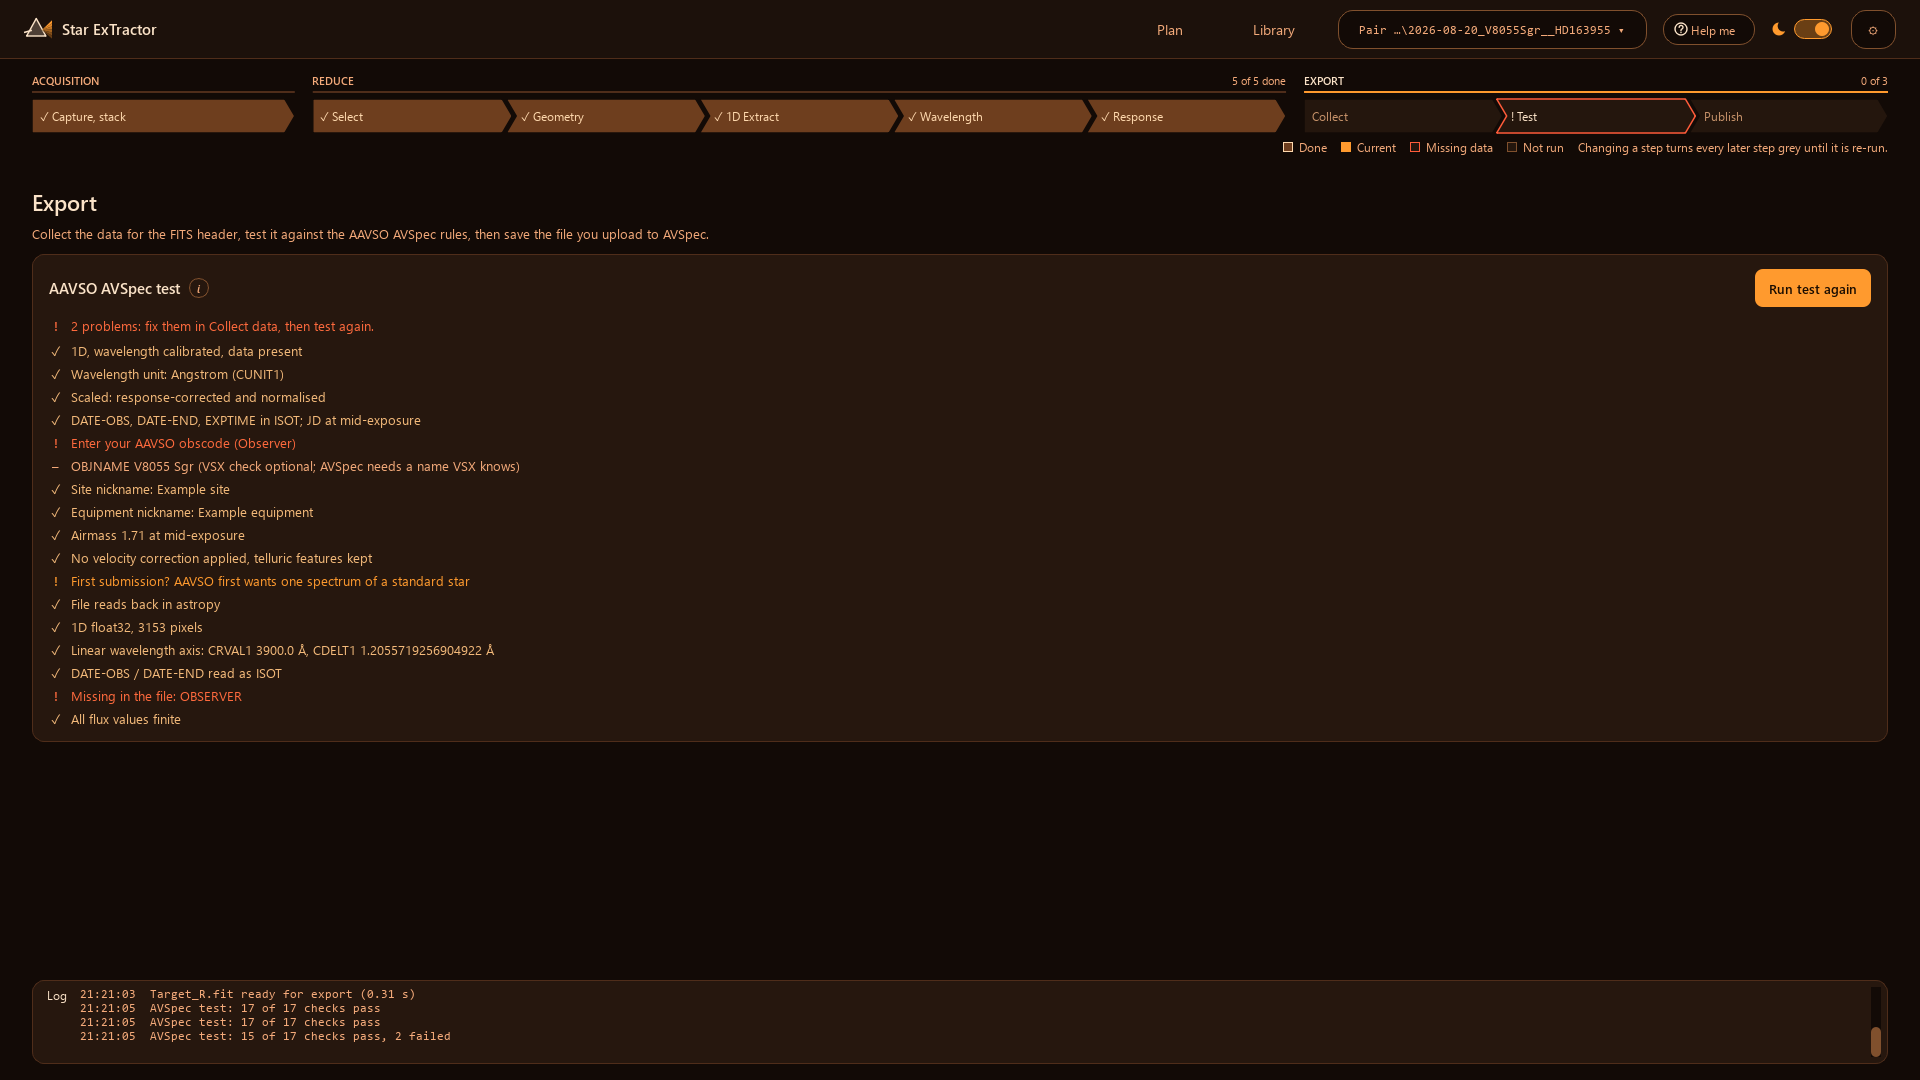 Star ExTractor
Plan
Library
Pair …\2026-08-20_V8055Sgr__HD163955 ▾
Help me
ACQUISITION
REDUCE
5 of 5 done
EXPORT
0 of 3
✓ Capture, stack
✓ Select
✓ Geometry
✓ 1D Extract
✓ Wavelength
✓ Response
Collect
! Test
Publish
Done
Current
Missing data
Not run
Changing a step turns every later step grey until it is re-run.
Export
Collect the data for the FITS header, test it against the AAVSO AVSpec rules, then save the file you upload to AVSpec.
AAVSO AVSpec test i
Run test again
! 2 problems: fix them in Collect data, then test again.
✓ 1D, wavelength calibrated, data present
✓ Wavelength unit: Angstrom (CUNIT1)
✓ Scaled: response-corrected and normalised
✓ DATE-OBS, DATE-END, EXPTIME in ISOT; JD at mid-exposure
! Enter your AAVSO obscode (Observer)
– OBJNAME V8055 Sgr (VSX check optional; AVSpec needs a name VSX knows)
✓ Site nickname: Example site
✓ Equipment nickname: Example equipment
✓ Airmass 1.71 at mid-exposure
✓ No velocity correction applied, telluric features kept
! First submission? AAVSO first wants one spectrum of a standard star
✓ File reads back in astropy
✓ 1D float32, 3153 pixels
✓ Linear wavelength axis: CRVAL1 3900.0 Å, CDELT1 1.2055719256904922 Å
✓ DATE-OBS / DATE-END read as ISOT
! Missing in the file: OBSERVER
✓ All flux values finite
Log
21:21:03 Target_R.fit ready for export (0.31 s)
21:21:05 AVSpec test: 17 of 17 checks pass
21:21:05 AVSpec test: 17 of 17 checks pass
21:21:05 AVSpec test: 15 of 17 checks pass, 2 failed